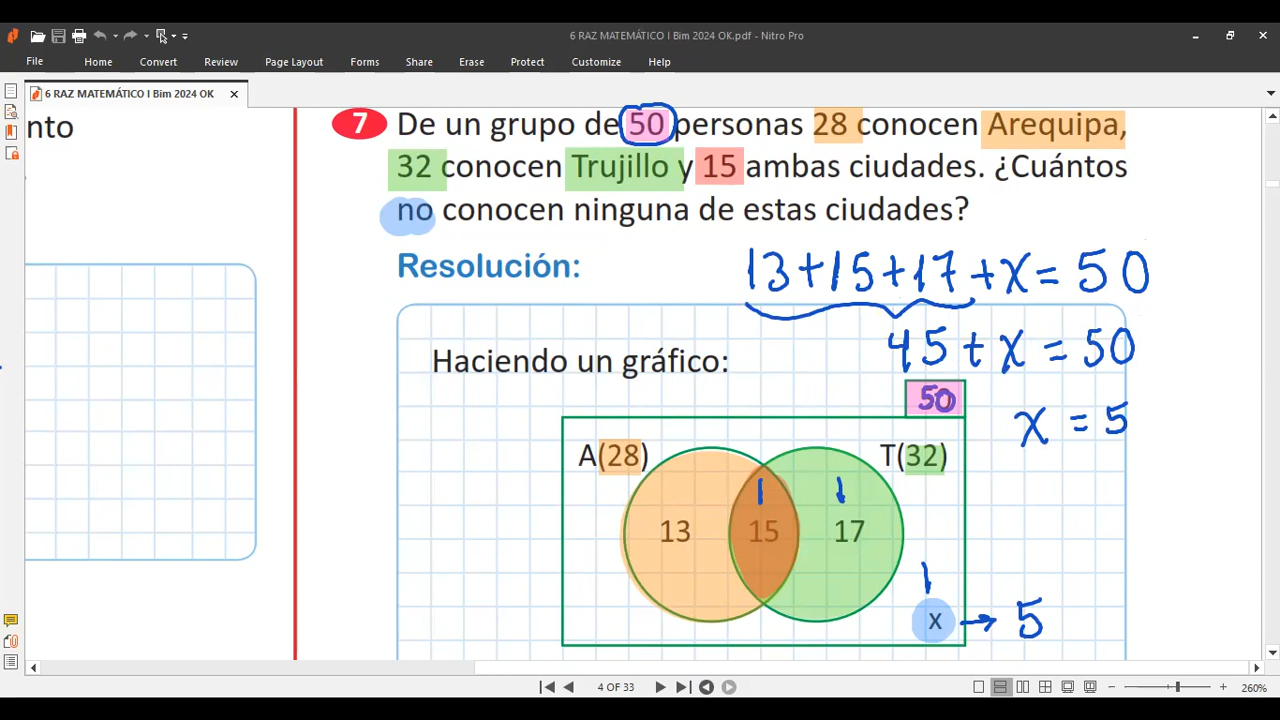 6 RAZ MATEMÁTICO I Bim 2024 OK.pdf - Nitro Pro
File Home Convert Review Page Layout Forms Share Erase Protect Customize Help
6 RAZ MATEMÁTICO I Bim 2024 OK
nto
7 De un grupo de 50 personas 28 conocen Arequipa,
32 conocen Trujillo y 15 ambas ciudades. ¿Cuántos
no conocen ninguna de estas ciudades?
Resolución:
13+15+17+x=50
45+x=50
Haciendo un gráfico:
50
x=5
A(28) T(32)
13 15 17
x → 5
4 OF 33
260%